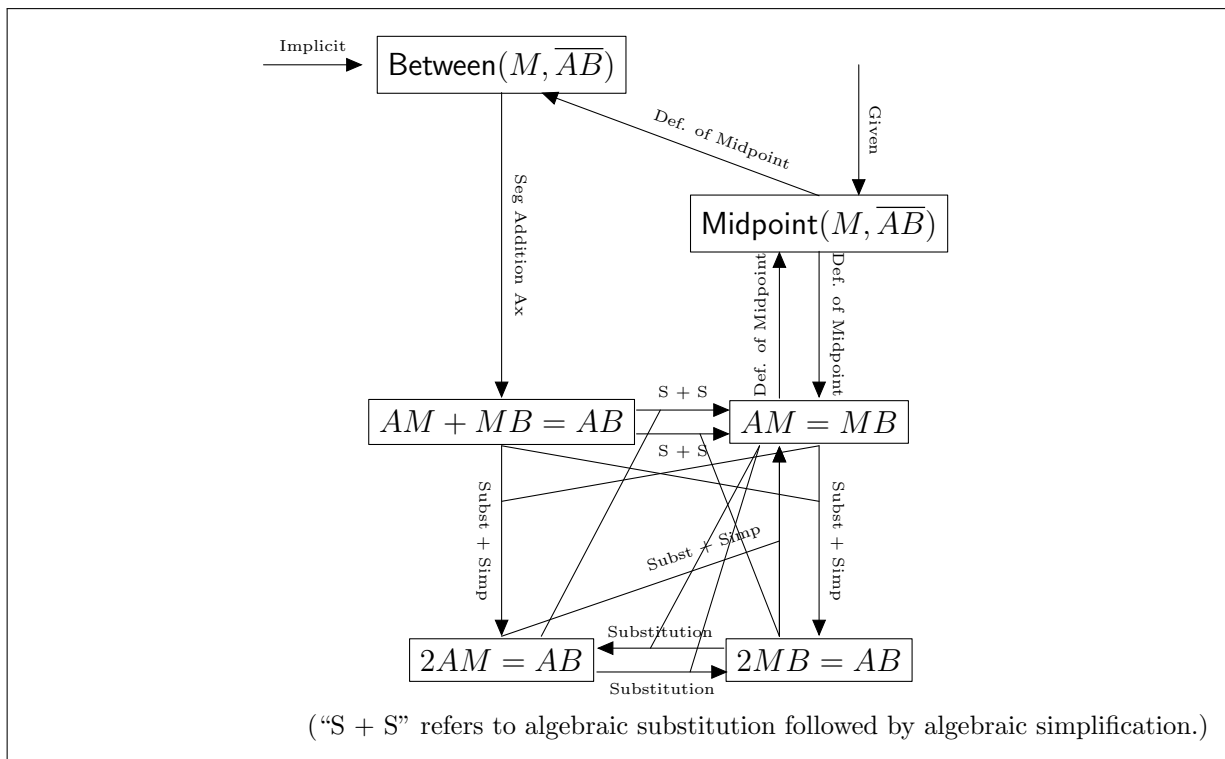 Implicit
Between(M, \overline{AB})
Def. of Midpoint
Given
Seg Addition Ax
Midpoint(M, \overline{AB})
Def. of Midpoint
Def. of Midpoint
S + S
AM + MB = AB
AM = MB
S + S
Subst + Simp
Subst + Simp
Subst + Simp
Substitution
2AM = AB
2MB = AB
Substitution
(“S + S” refers to algebraic substitution followed by algebraic simplification.)